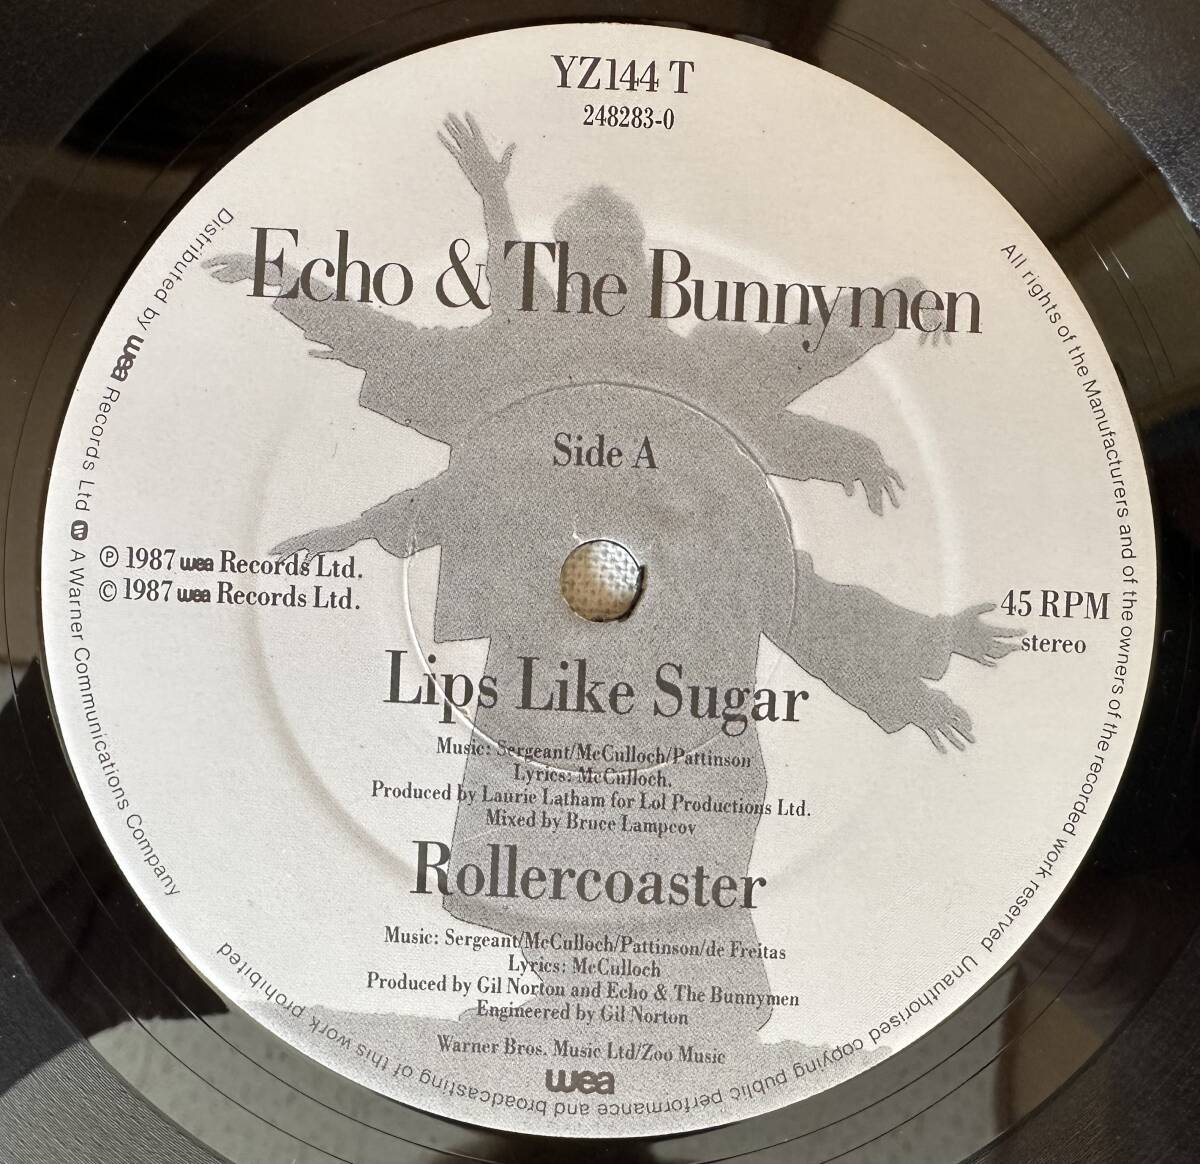 YZ144 T
248283-0
Echo & The Bunnymen
Side A
℗ 1987 wea Records Ltd.
© 1987 wea Records Ltd.
45 RPM
stereo
Lips Like Sugar
Music: Sergeant/McCulloch/Pattinson
Lyrics: McCulloch.
Produced by Laurie Latham for Lol Productions Ltd.
Mixed by Bruce Lampcov
Rollercoaster
Music: Sergeant/McCulloch/Pattinson/de Freitas
Lyrics: McCulloch
Produced by Gil Norton and Echo & The Bunnymen
Engineered by Gil Norton
Warner Bros. Music Ltd/Zoo Music
wea
Distributed by wea Records Ltd A Warner Communications Company
All rights of the Manufacturers and of the owners of the recorded work reserved Unauthorised copying public performance and broadcasting of this work prohibited